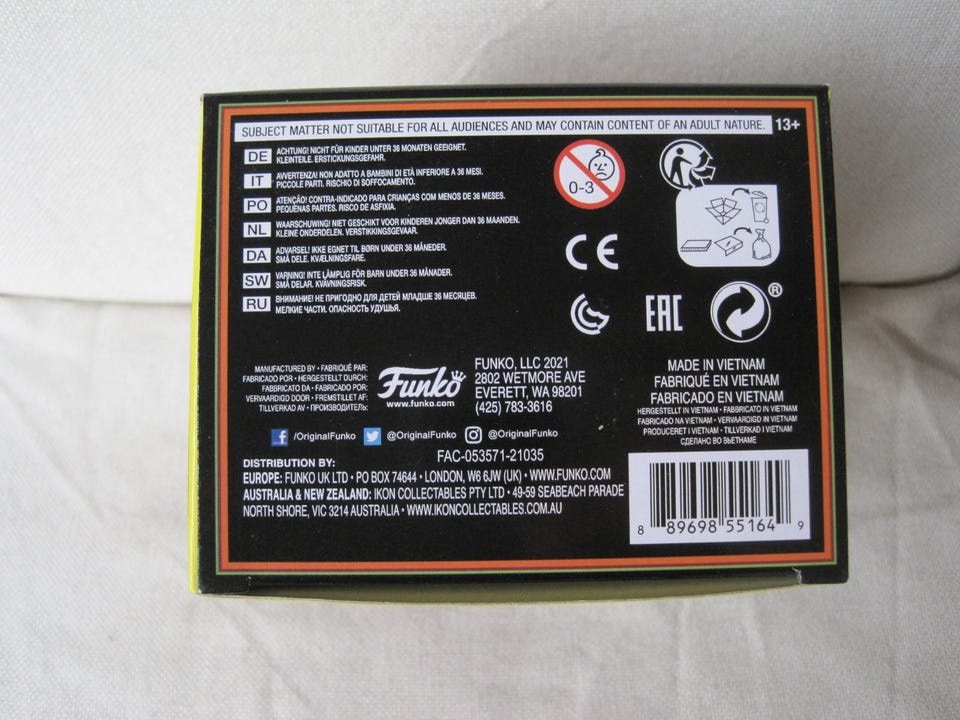 SUBJECT MATTER NOT SUITABLE FOR ALL AUDIENCES AND MAY CONTAIN CONTENT OF AN ADULT NATURE. 13+
DE ACHTUNG! NICHT FÜR KINDER UNTER 36 MONATEN GEEIGNET.
KLEINTEILE. ERSTICKUNGSGEFAHR.
IT AVVERTENZA! NON ADATTO A BAMBINI DI ETÀ INFERIORE A 36 MESI.
PICCOLE PARTI. RISCHIO DI SOFFOCAMENTO.
PO ATENÇÃO! CONTRA-INDICADO PARA CRIANÇAS COM MENOS DE 36 MESES.
PEQUENAS PARTES. RISCO DE ASFIXIA.
NL WAARSCHUWING! NIET GESCHIKT VOOR KINDEREN JONGER DAN 36 MAANDEN.
KLEINE ONDERDELEN. VERSTIKKINGSGEVAAR.
DA ADVARSEL! IKKE EGNET TIL BØRN UNDER 36 MÅNEDER.
SMÅ DELE. KVÆLNINGSFARE.
SW VARNING! INTE LÄMPLIG FÖR BARN UNDER 36 MÅNADER.
SMÅ DELAR. KVÄVNINGSRISK.
RU ВНИМАНИЕ! НЕ ПРИГОДНО ДЛЯ ДЕТЕЙ МЛАДШЕ 36 МЕСЯЦЕВ.
МЕЛКИЕ ЧАСТИ. ОПАСНОСТЬ УДУШЬЯ.
0-3
CE
EAC
®
MANUFACTURED BY • FABRIQUÉ PAR:
FABRICADO POR • HERGESTELLT DURCH:
FABBRICATO DA • FABRICADO POR:
VERVAARDIGD DOOR • FREMSTILLET AF:
TILLVERKAD AV • ПРОИЗВОДИТЕЛЬ:
Funko
www.funko.com
FUNKO, LLC 2021
2802 WETMORE AVE
EVERETT, WA 98201
(425) 783-3616
/OriginalFunko @OriginalFunko @OriginalFunko
FAC-053571-21035
DISTRIBUTION BY:
EUROPE: FUNKO UK LTD • PO BOX 74644 • LONDON, W6 6JW (UK) • WWW.FUNKO.COM
AUSTRALIA & NEW ZEALAND: IKON COLLECTABLES PTY LTD • 49-59 SEABEACH PARADE
NORTH SHORE, VIC 3214 AUSTRALIA • WWW.IKONCOLLECTABLES.COM.AU
MADE IN VIETNAM
FABRIQUÉ EN VIETNAM
FABRICADO EN VIETNAM
HERGESTELLT IN VIETNAM • FABBRICATO IN VIETNAM
FABRICADO NA VIETNAM • VERVAARDIGD IN VIETNAM
PRODUCERET I VIETNAM • TILLVERKAD I VIETNAM
СДЕЛАНО ВО ВЬЕТНАМЕ
8 89698 55164 9